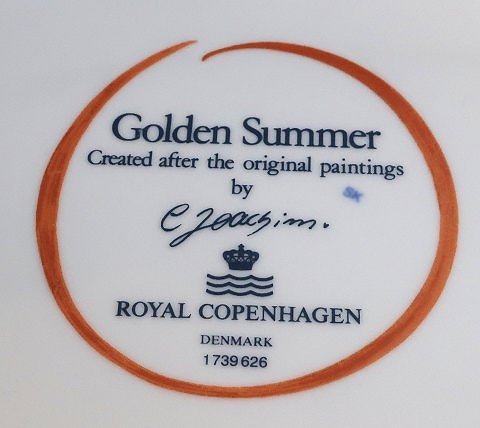 Golden Summer
Created after the original paintings
by
SK
C Joachim.
ROYAL COPENHAGEN
DENMARK
1739626